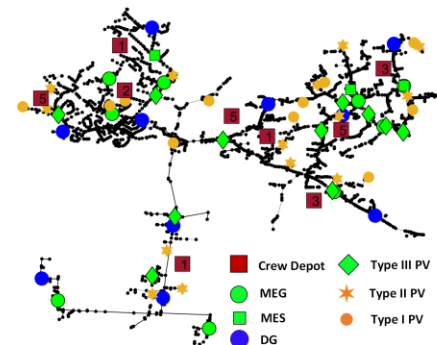 1
3
5
2
5
1
5
3
1
Crew Depot
Type III PV
MEG
Type II PV
MES
Type I PV
DG